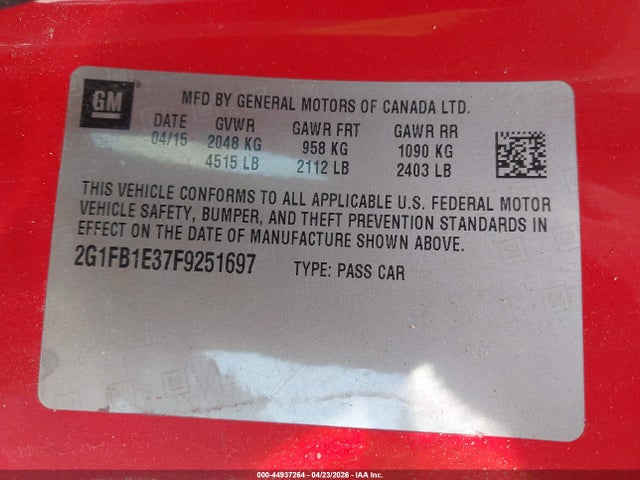 GM
MFD BY GENERAL MOTORS OF CANADA LTD.
DATE GVWR GAWR FRT GAWR RR
04/15 2048 KG 958 KG 1090 KG
4515 LB 2112 LB 2403 LB
THIS VEHICLE CONFORMS TO ALL APPLICABLE U.S. FEDERAL MOTOR
VEHICLE SAFETY, BUMPER, AND THEFT PREVENTION STANDARDS IN
EFFECT ON THE DATE OF MANUFACTURE SHOWN ABOVE.
2G1FB1E37F9251697 TYPE: PASS CAR
000-44937264 - 04/23/2026 - IAA Inc.